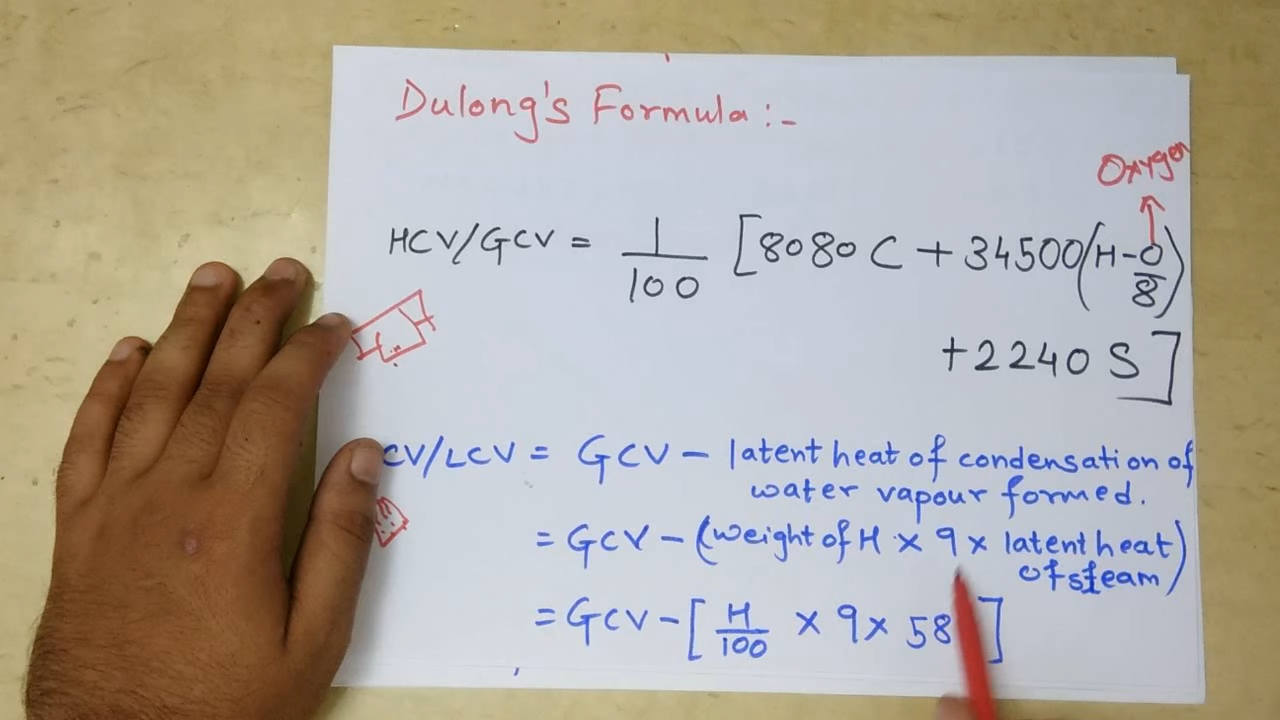 Dulong's Formula :-
Oxygen
HCV/GCV = 1/100 [8080 C + 34500 (H - O/8)
+ 2240 S ]
CV/LCV = GCV - latent heat of condensation of
water vapour formed.
= GCV - (weight of H × 9 × latent heat
of steam)
= GCV - [ H/100 × 9 × 58 ]